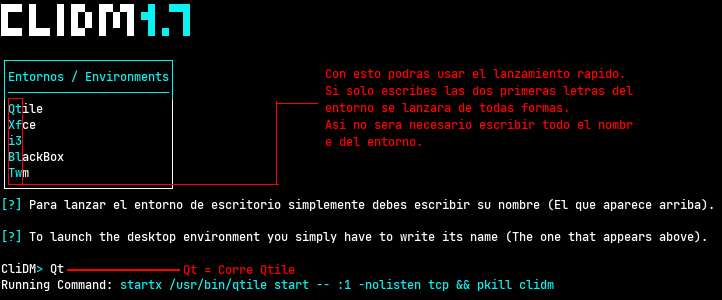 CLIDM 1.7
Entornos / Environments
Qtile
Xfce
i3
BlackBox
Twm
Con esto podras usar el lanzamiento rapido.
Si solo escribes las dos primeras letras del
entorno se lanzara de todas formas.
Asi no sera necesario escribir todo el nombr
e del entorno.
[?] Para lanzar el entorno de escritorio simplemente debes escribir su nombre (El que aparece arriba).
[?] To launch the desktop environment you simply have to write its name (The one that appears above).
CliDM> Qt Qt = Corre Qtile
Running Command: startx /usr/bin/qtile start -- :1 -nolisten tcp && pkill clidm